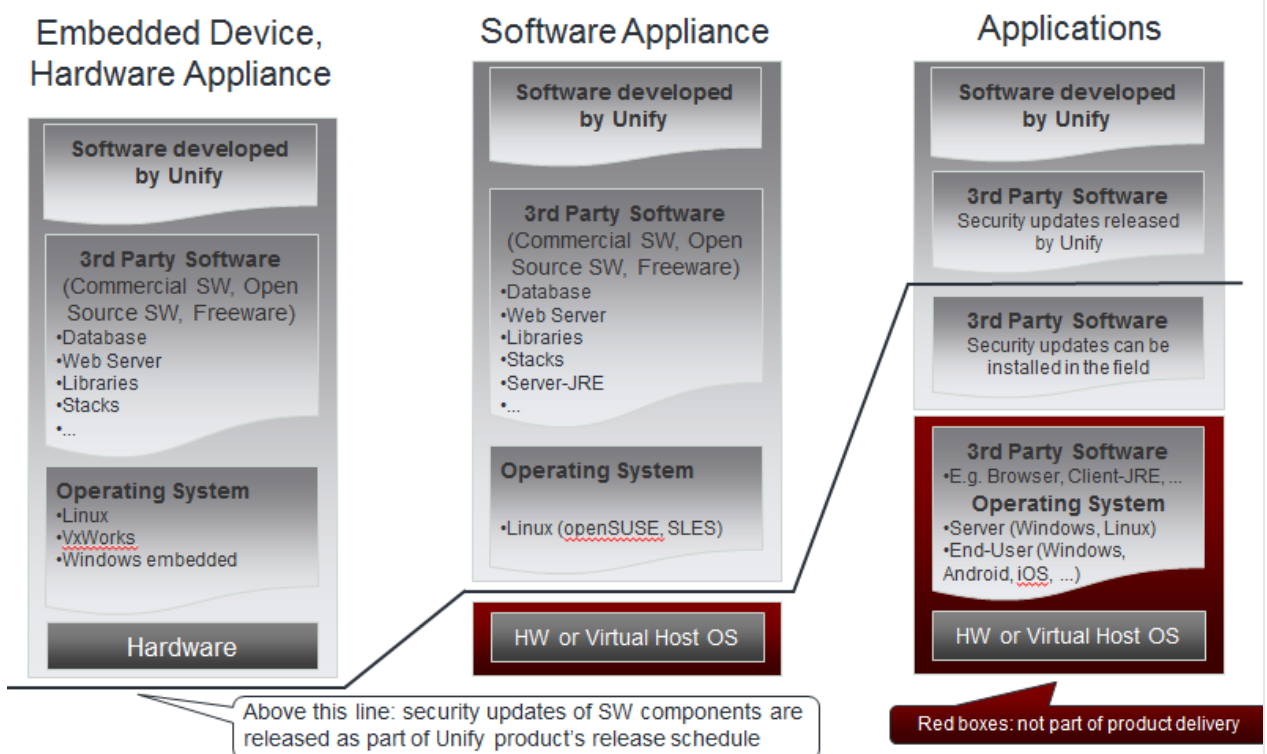 Embedded Device,
Hardware Appliance
Software developed
by Unify
3rd Party Software
(Commercial SW, Open
Source SW, Freeware)
•Database
•Web Server
•Libraries
•Stacks
•...
Operating System
•Linux
•VxWorks
•Windows embedded
Hardware
Software Appliance
Software developed
by Unify
3rd Party Software
(Commercial SW, Open
Source SW, Freeware)
•Database
•Web Server
•Libraries
•Stacks
•Server-JRE
•...
Operating System
•Linux (openSUSE, SLES)
HW or Virtual Host OS
Applications
Software developed
by Unify
3rd Party Software
Security updates released
by Unify
3rd Party Software
Security updates can be
installed in the field
3rd Party Software
•E.g. Browser, Client-JRE, ...
Operating System
•Server (Windows, Linux)
•End-User (Windows,
Android, iOS, ...)
HW or Virtual Host OS
Above this line: security updates of SW components are
released as part of Unify product's release schedule
Red boxes: not part of product delivery